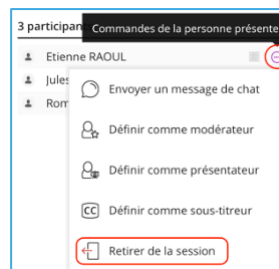 3 participan
Commandes de la personne présente
Etienne RAOUL
Jules
Rom
Envoyer un message de chat
Définir comme modérateur
Définir comme présentateur
CC Définir comme sous-titreur
Retirer de la session